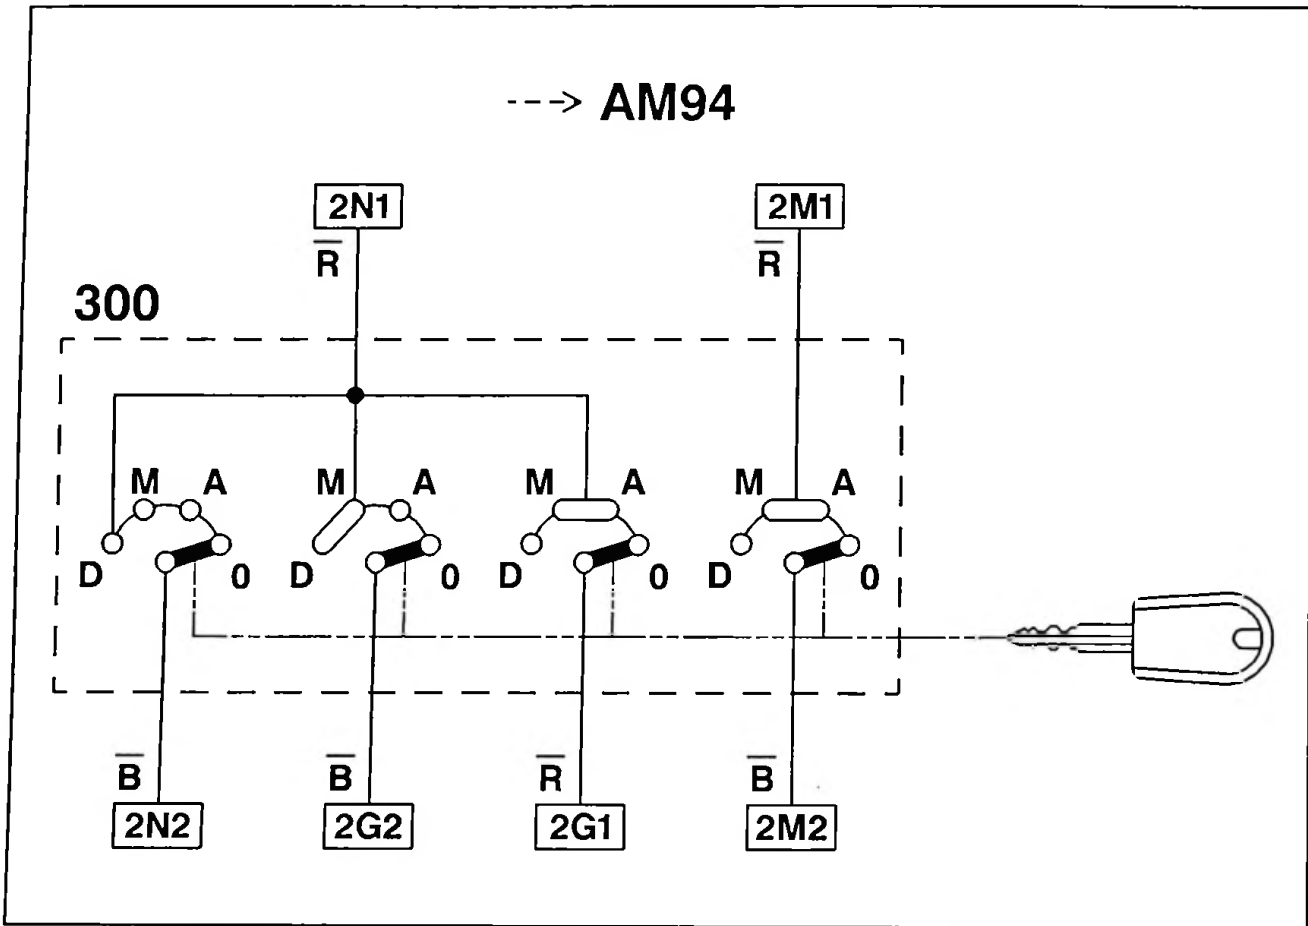 ---> AM94
2N1 2M1
R̅ R̅
300
M A M A M A M A
D 0 D 0 D 0 D 0
B̅ B̅ R̅ B̅
2N2 2G2 2G1 2M2